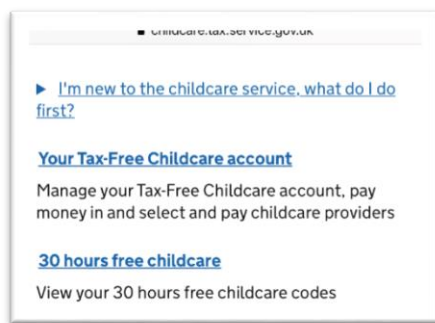 childcare.tax.service.gov.uk
I'm new to the childcare service, what do I do
first?
Your Tax-Free Childcare account
Manage your Tax-Free Childcare account, pay
money in and select and pay childcare providers
30 hours free childcare
View your 30 hours free childcare codes